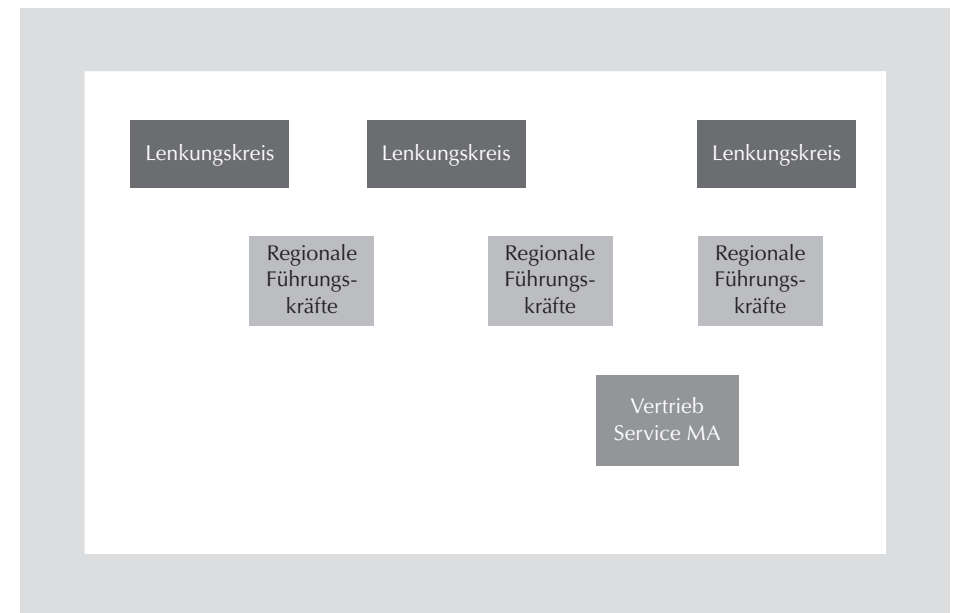 Lenkungskreis
Lenkungskreis
Lenkungskreis
Regionale
Führungs-
kräfte
Regionale
Führungs-
kräfte
Regionale
Führungs-
kräfte
Vertrieb
Service MA